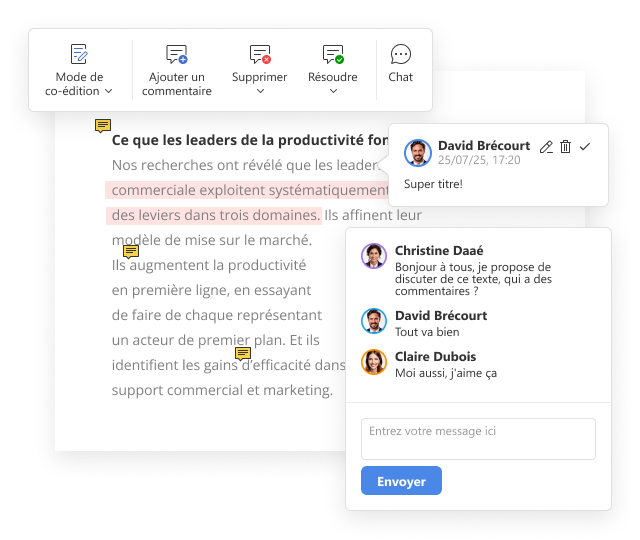 Mode de
co-édition
Ajouter un
commentaire
Supprimer
Résoudre
Chat
Ce que les leaders de la productivité
Nos recherches ont révélé que les
commerciale exploitent systématiquement
des leviers dans trois domaines. Ils affinent leur
modèle de mise sur le marché.
Ils augmentent la productivité
en première ligne, en essayant
de faire de chaque représentant
un acteur de premier plan. Et ils
identifient les gains d'efficacité dans
support commercial et marketing.
David Brécourt
25/07/25, 17:20
Super titre!
Christine Daaé
Bonjour à tous, je propose de
discuter de ce texte, qui a des
commentaires ?
David Brécourt
Tout va bien
Claire Dubois
Moi aussi, j'aime ça
Entrez votre message ici
Envoyer